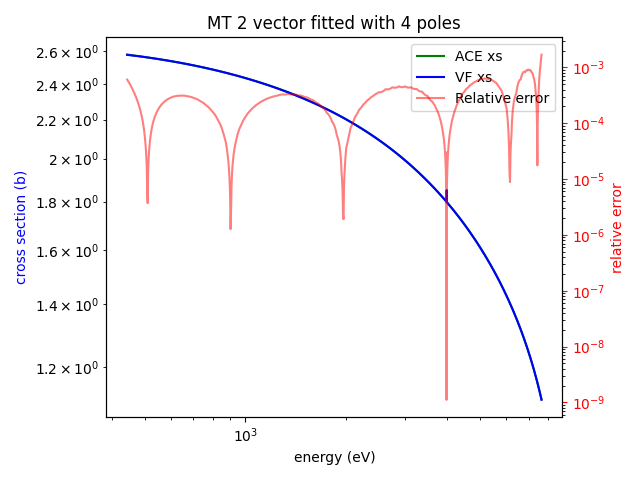 MT 2 vector fitted with 4 poles
ACE xs
VF xs
Relative error
2.6 × 10⁰
2.4 × 10⁰
2.2 × 10⁰
2 × 10⁰
1.8 × 10⁰
1.6 × 10⁰
1.4 × 10⁰
1.2 × 10⁰
cross section (b)
10⁻³
10⁻⁴
10⁻⁵
10⁻⁶
10⁻⁷
10⁻⁸
10⁻⁹
relative error
10³
energy (eV)